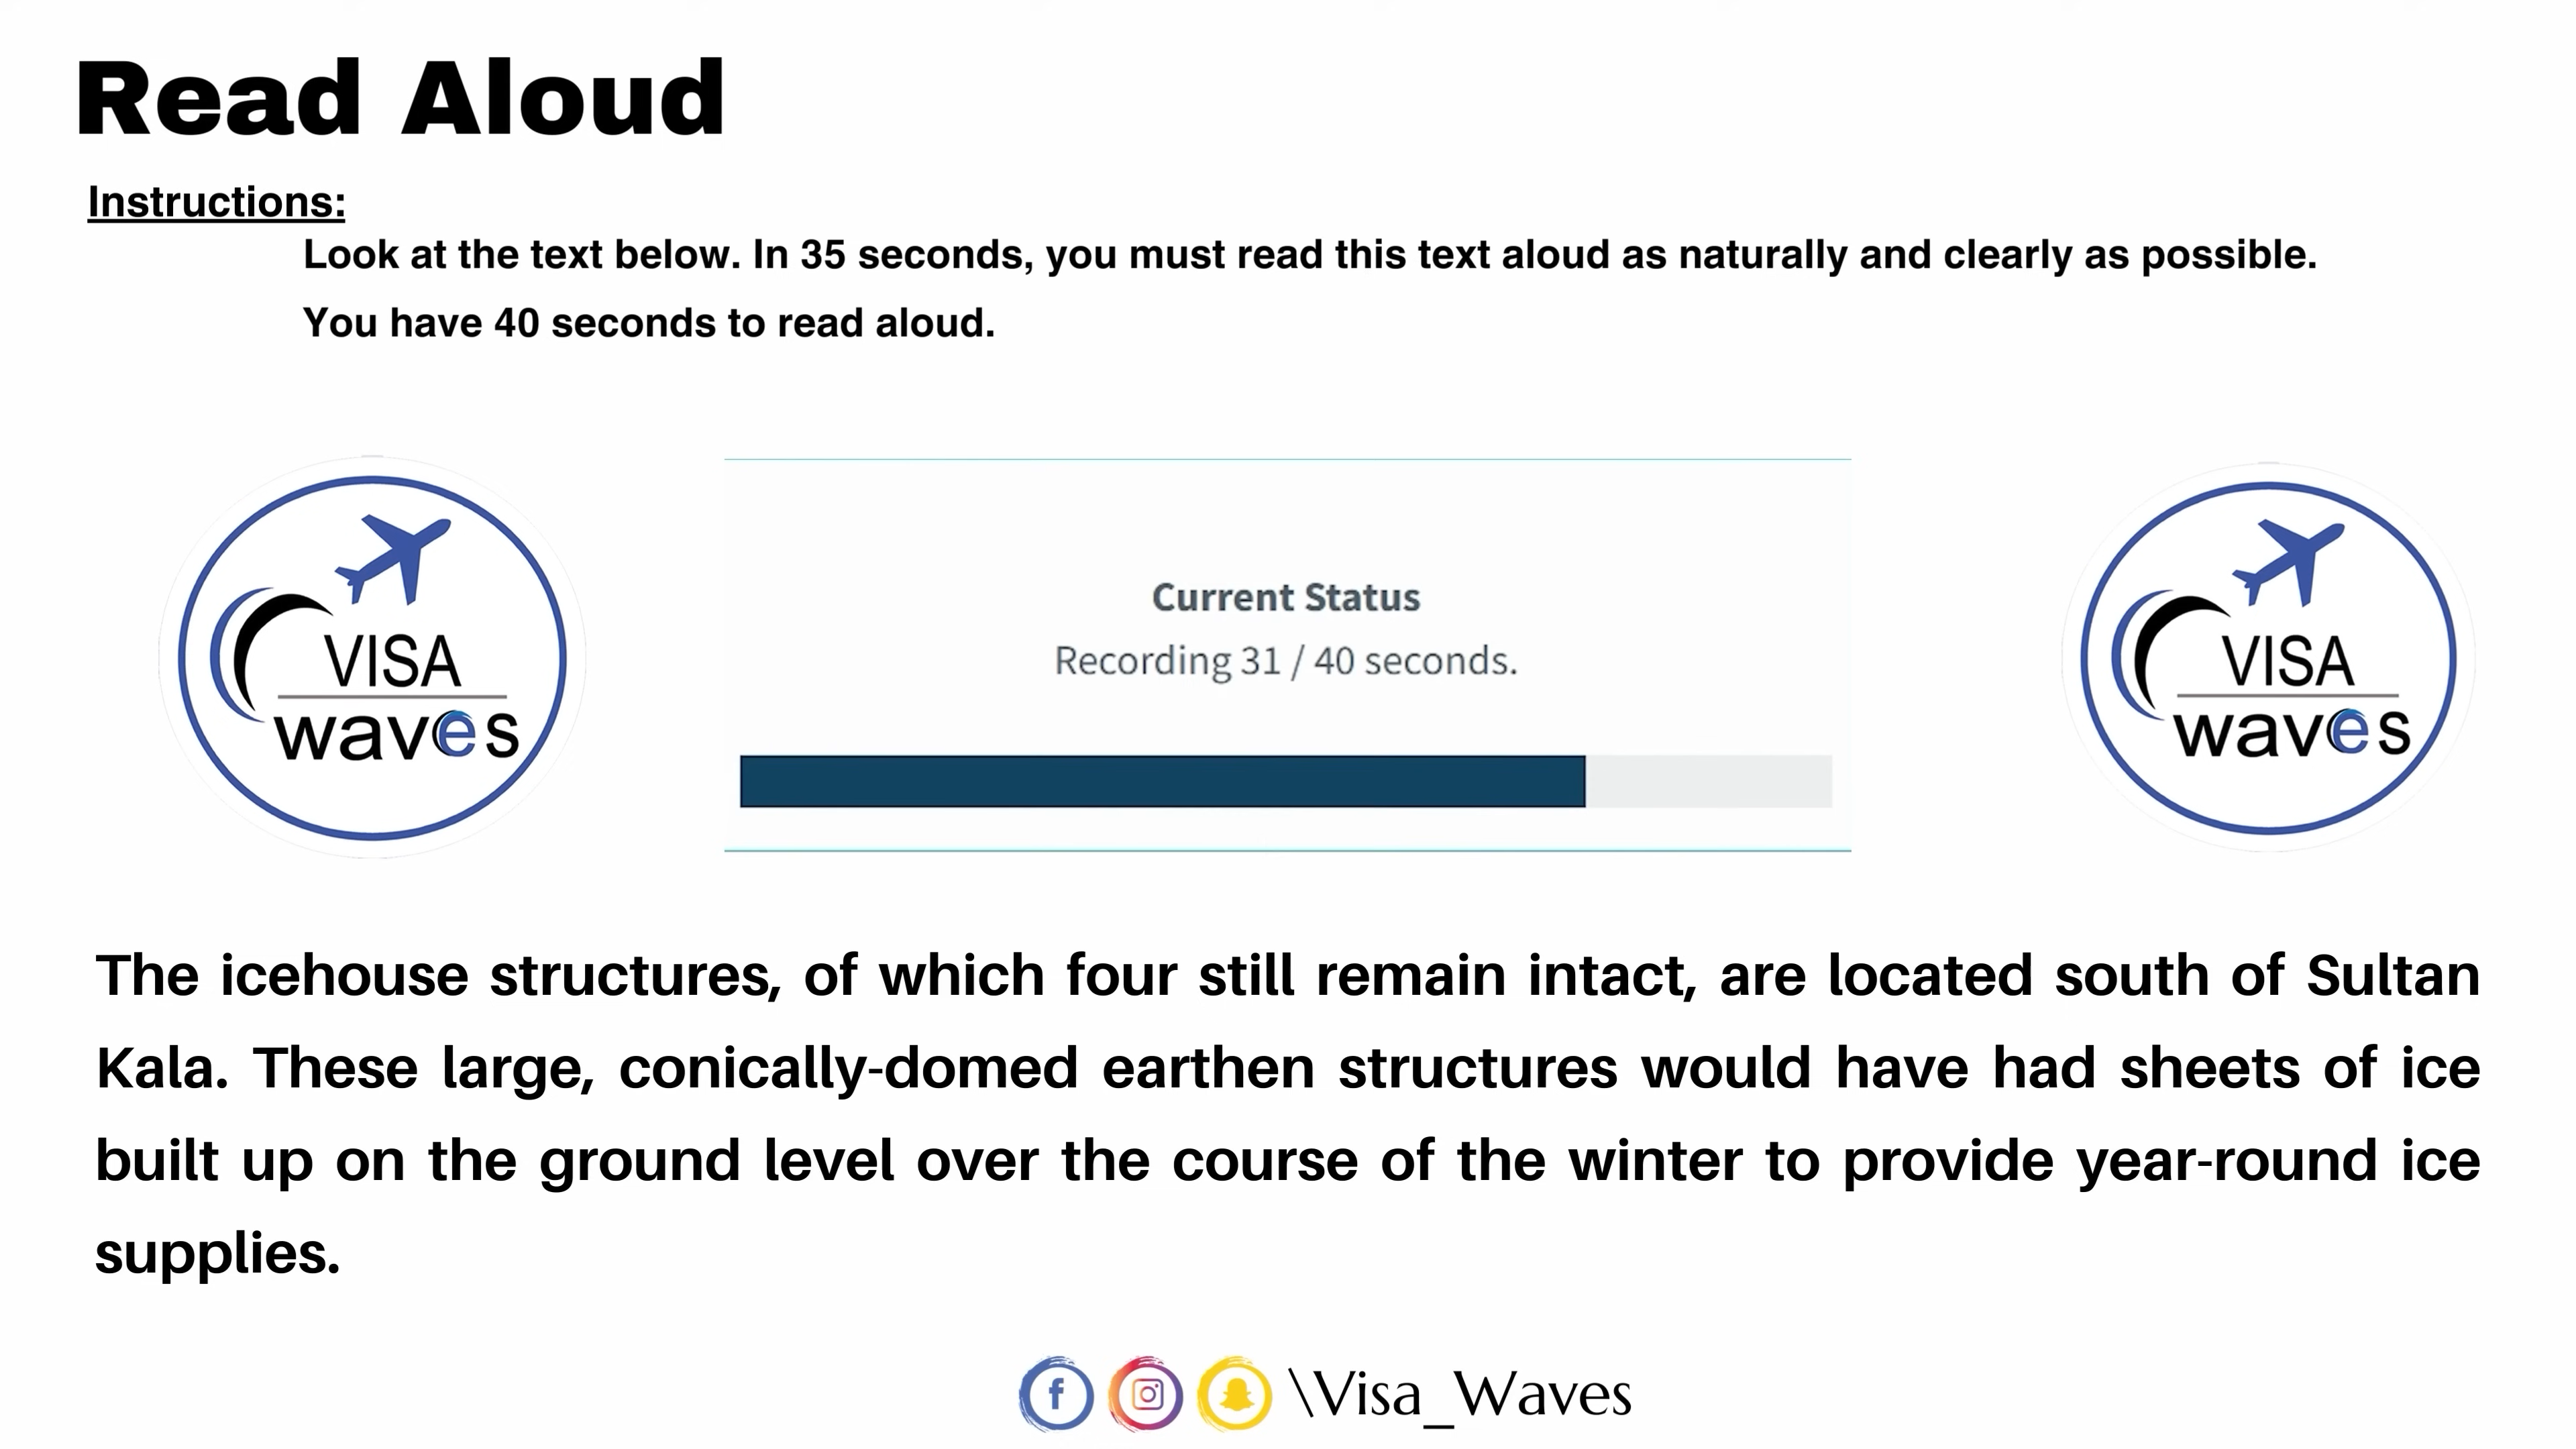 Read Aloud
Instructions:
Look at the text below. In 35 seconds, you must read this text aloud as naturally and clearly as possible.
You have 40 seconds to read aloud.
VISA
waves
Current Status
Recording 31 / 40 seconds.
VISA
waves
The icehouse structures, of which four still remain intact, are located south of Sultan
Kala. These large, conically-domed earthen structures would have had sheets of ice
built up on the ground level over the course of the winter to provide year-round ice
supplies.
\Visa_Waves